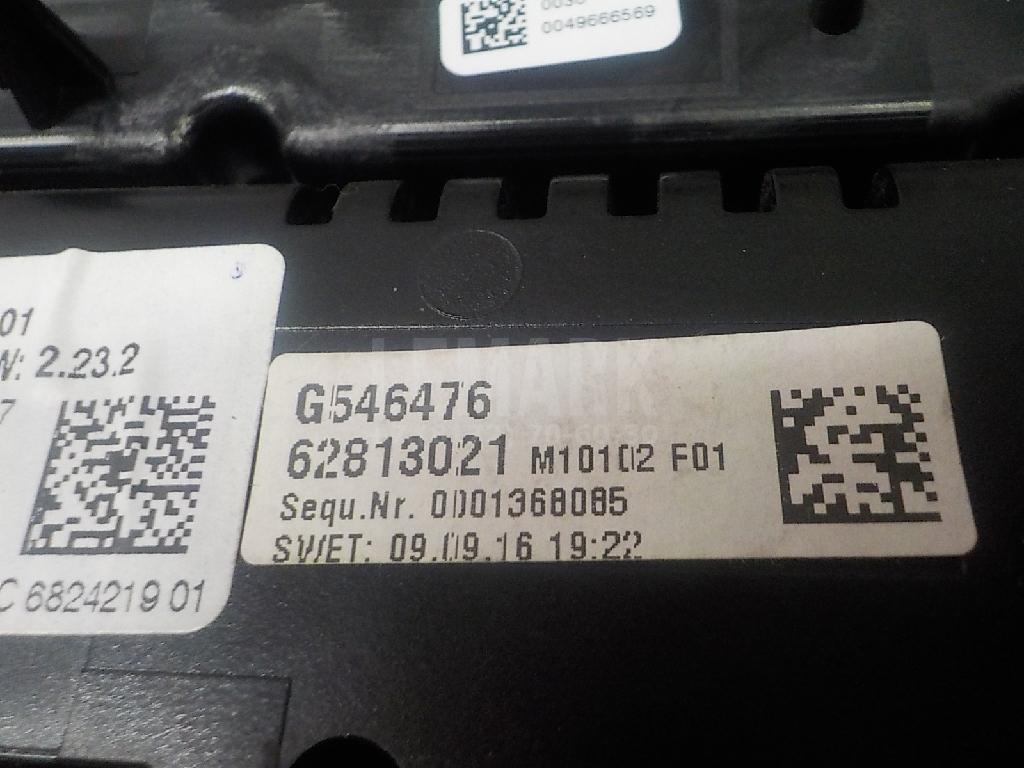 0049666569
01
W: 2.23.2
7
C 6824219 01
G546476
62813021 M10102 F01
Sequ.Nr. 0001368085
SW/ET: 09.09.16 19:22
LEMARK